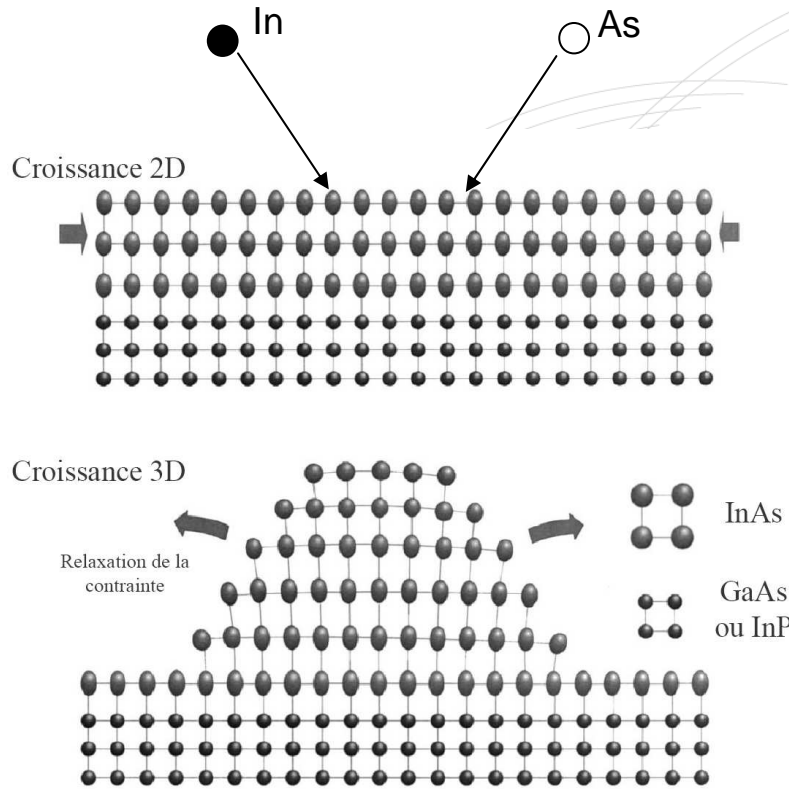 In
As
Croissance 2D
Croissance 3D
Relaxation de la
contrainte
InAs
GaAs
ou InP